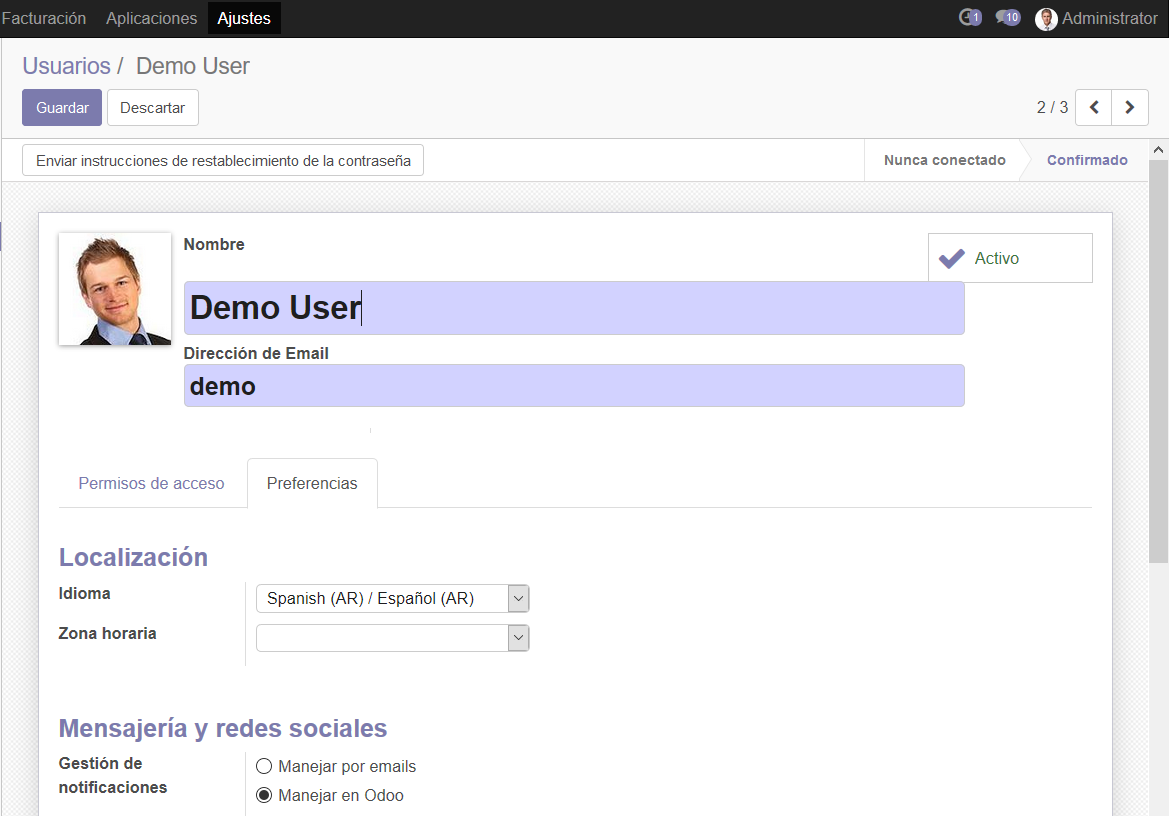 Facturación Aplicaciones Ajustes 1 10 Administrator
Usuarios / Demo User
Guardar Descartar 2 / 3
Enviar instrucciones de restablecimiento de la contraseña Nunca conectado Confirmado
Nombre
Activo
Demo User
Dirección de Email
demo
Permisos de acceso Preferencias
Localización
Idioma Spanish (AR) / Español (AR)
Zona horaria
Mensajería y redes sociales
Gestión de notificaciones
Manejar por emails
Manejar en Odoo